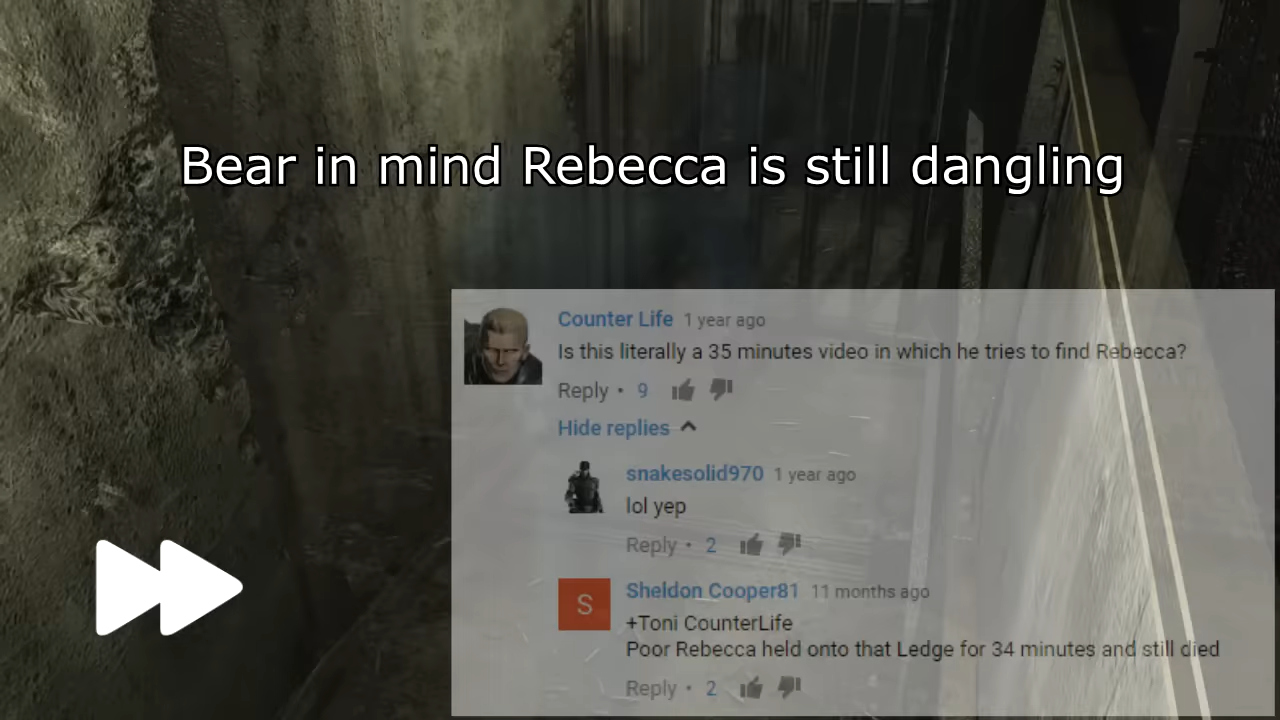 Bear in mind Rebecca is still dangling
Counter Life 1 year ago
Is this literally a 35 minutes video in which he tries to find Rebecca?
Reply • 9
Hide replies
snakesolid970 1 year ago
lol yep
Reply • 2
S
Sheldon Cooper81 11 months ago
+Toni CounterLife
Poor Rebecca held onto that Ledge for 34 minutes and still died
Reply • 2